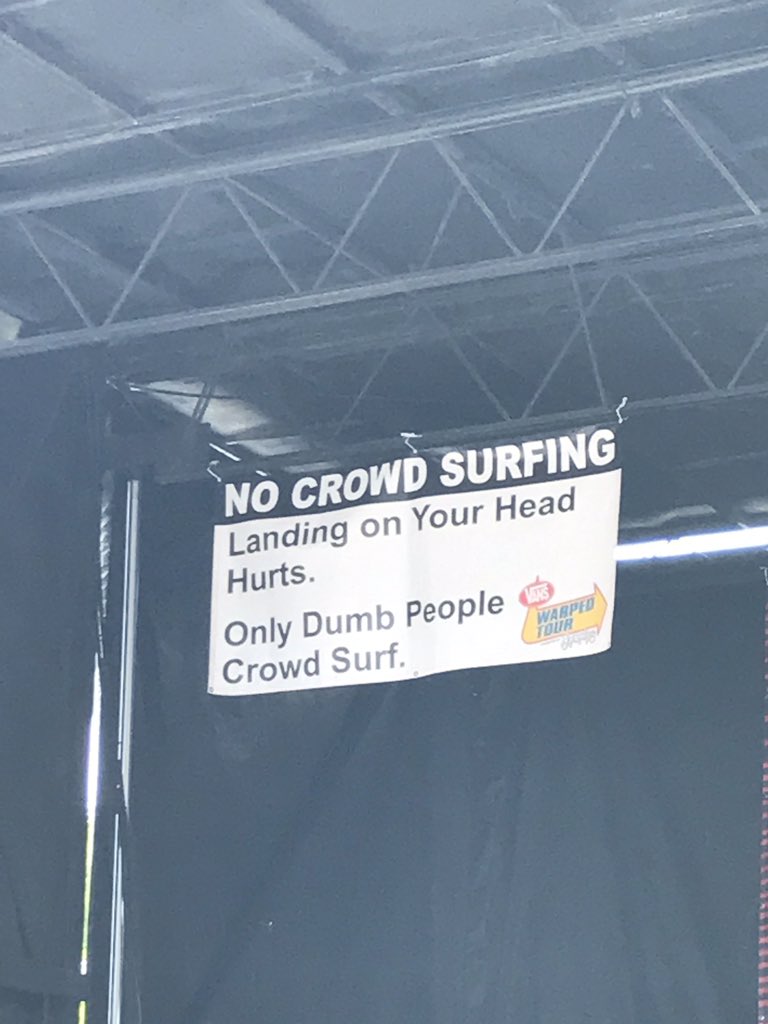 NO CROWD SURFING
Landing on Your Head
Hurts.
Only Dumb People
Crowd Surf.
VANS
WARPED
TOUR